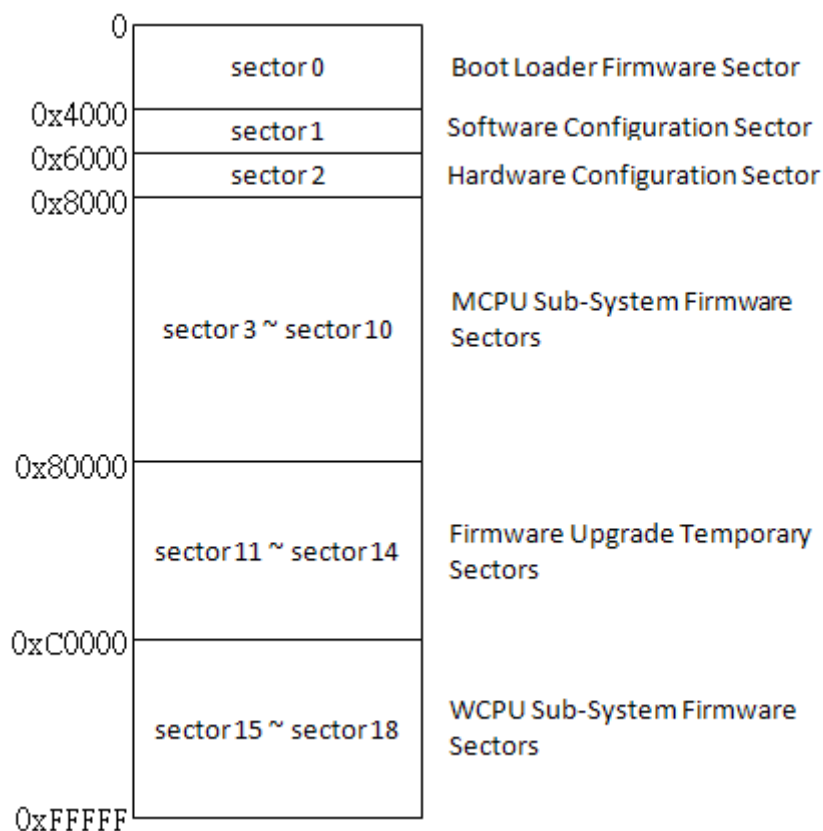 0
sector 0
Boot Loader Firmware Sector
0x4000
sector 1
Software Configuration Sector
0x6000
sector 2
Hardware Configuration Sector
0x8000
sector 3 ~ sector 10
MCPU Sub-System Firmware
Sectors
0x80000
sector 11 ~ sector 14
Firmware Upgrade Temporary
Sectors
0xC0000
sector 15 ~ sector 18
WCPU Sub-System Firmware
Sectors
0xFFFFF